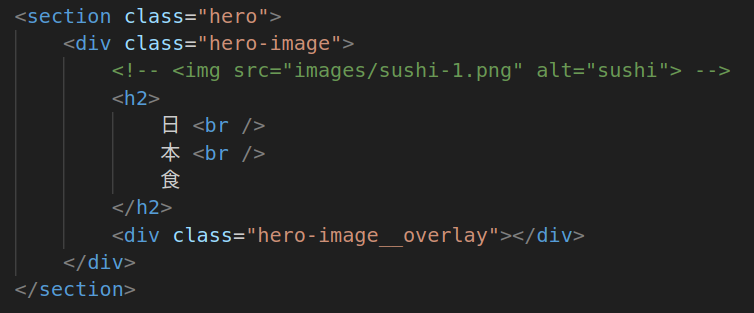 <section class="hero">
<div class="hero-image">
<!-- <img src="images/sushi-1.png" alt="sushi"> -->
<h2>
日 <br />
本 <br />
食
</h2>
<div class="hero-image__overlay"></div>
</div>
</section>